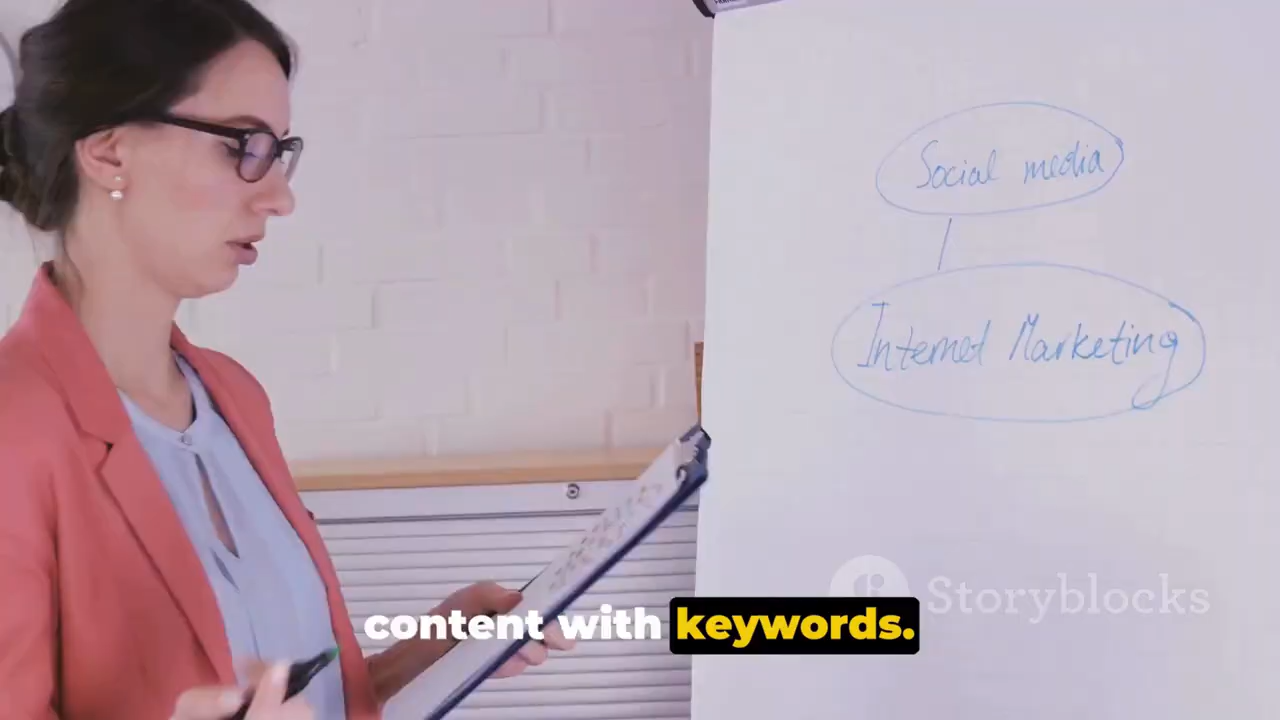 Social media
Internet Marketing
Storyblocks
content with keywords.